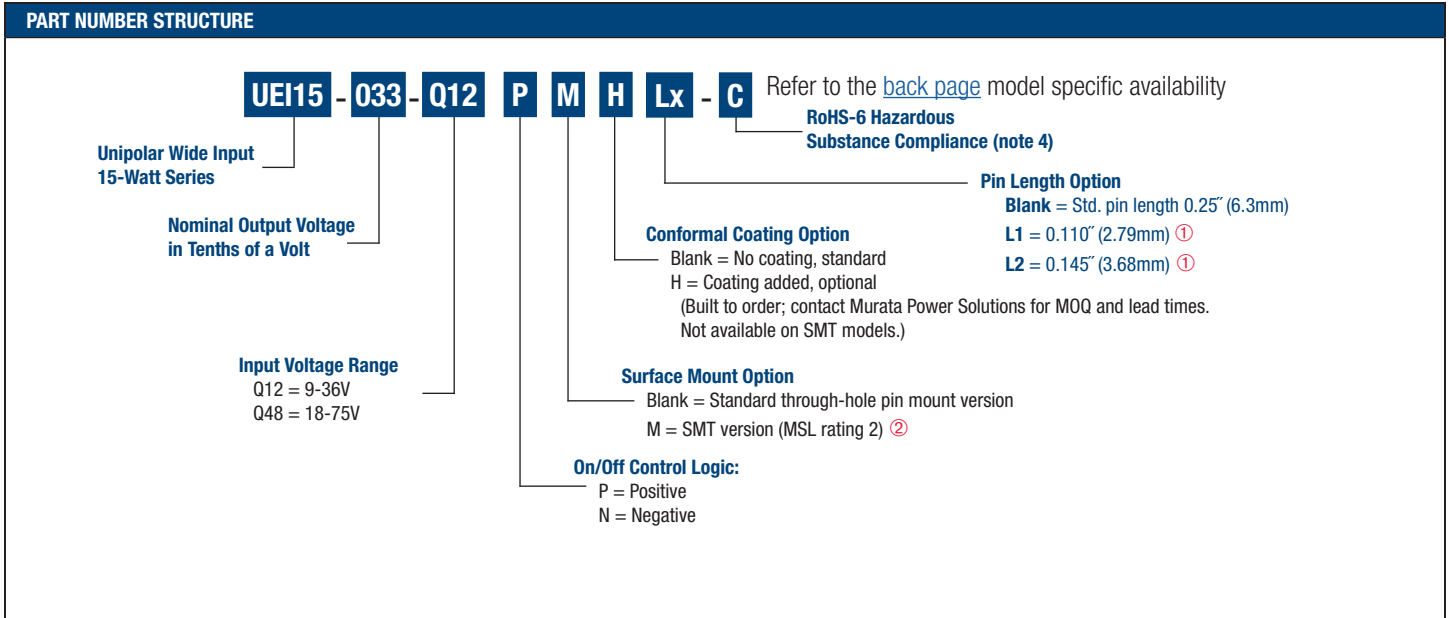 PART NUMBER STRUCTURE
UEI15 - 033 - Q12 P M H Lx - C Refer to the back page model specific availability
RoHS-6 Hazardous
Substance Compliance (note 4)
Unipolar Wide Input
15-Watt Series
Pin Length Option
Blank = Std. pin length 0.25˝ (6.3mm)
L1 = 0.110˝ (2.79mm) ①
L2 = 0.145˝ (3.68mm) ①
Nominal Output Voltage
in Tenths of a Volt
Conformal Coating Option
Blank = No coating, standard
H = Coating added, optional
(Built to order; contact Murata Power Solutions for MOQ and lead times.
Not available on SMT models.)
Input Voltage Range
Q12 = 9-36V
Q48 = 18-75V
Surface Mount Option
Blank = Standard through-hole pin mount version
M = SMT version (MSL rating 2) ②
On/Off Control Logic:
P = Positive
N = Negative